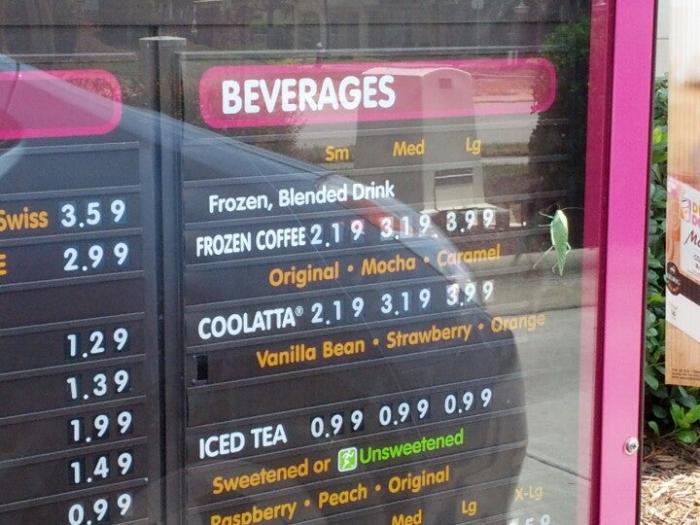 BEVERAGES
Sm Med Lg
Frozen, Blended Drink
Swiss 3.59
FROZEN COFFEE 2.19 3.19 3.99
2.99
Original • Mocha • Caramel
COOLATTA® 2.19 3.19 3.99
1.29
Vanilla Bean • Strawberry • Orange
1.39
1.99
ICED TEA 0.99 0.99 0.99
1.49
Sweetened or Unsweetened
0.99
Raspberry • Peach • Original
Med Lg X-Lg